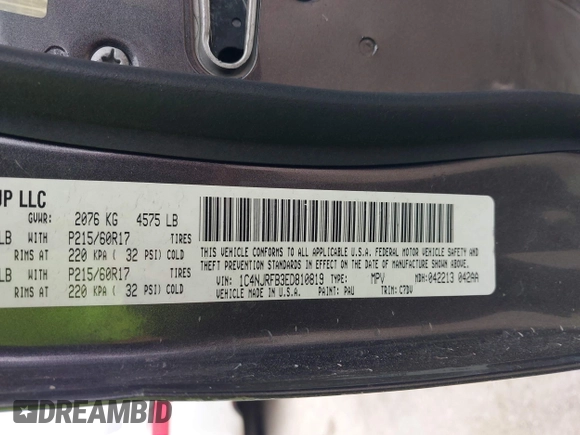 UP LLC
GVWR: 2076 KG 4575 LB
LB WITH P215/60R17 TIRES
RIMS AT 220 KPA ( 32 PSI) COLD
LB WITH P215/60R17 TIRES
RIMS AT 220 KPA ( 32 PSI) COLD
THIS VEHICLE CONFORMS TO ALL APPLICABLE U.S.A. FEDERAL MOTOR VEHICLE SAFETY AND
THEFT PREVENTION STANDARDS IN EFFECT ON THE DATE OF MANUFACTURE SHOWN ABOVE.
VIN: 1C4NJRFB3ED810819 TYPE: MPV MDH: 042213 042AA
VEHICLE MADE IN U.S.A. PAINT: PAU TRIM: C7DV
DREAMBID